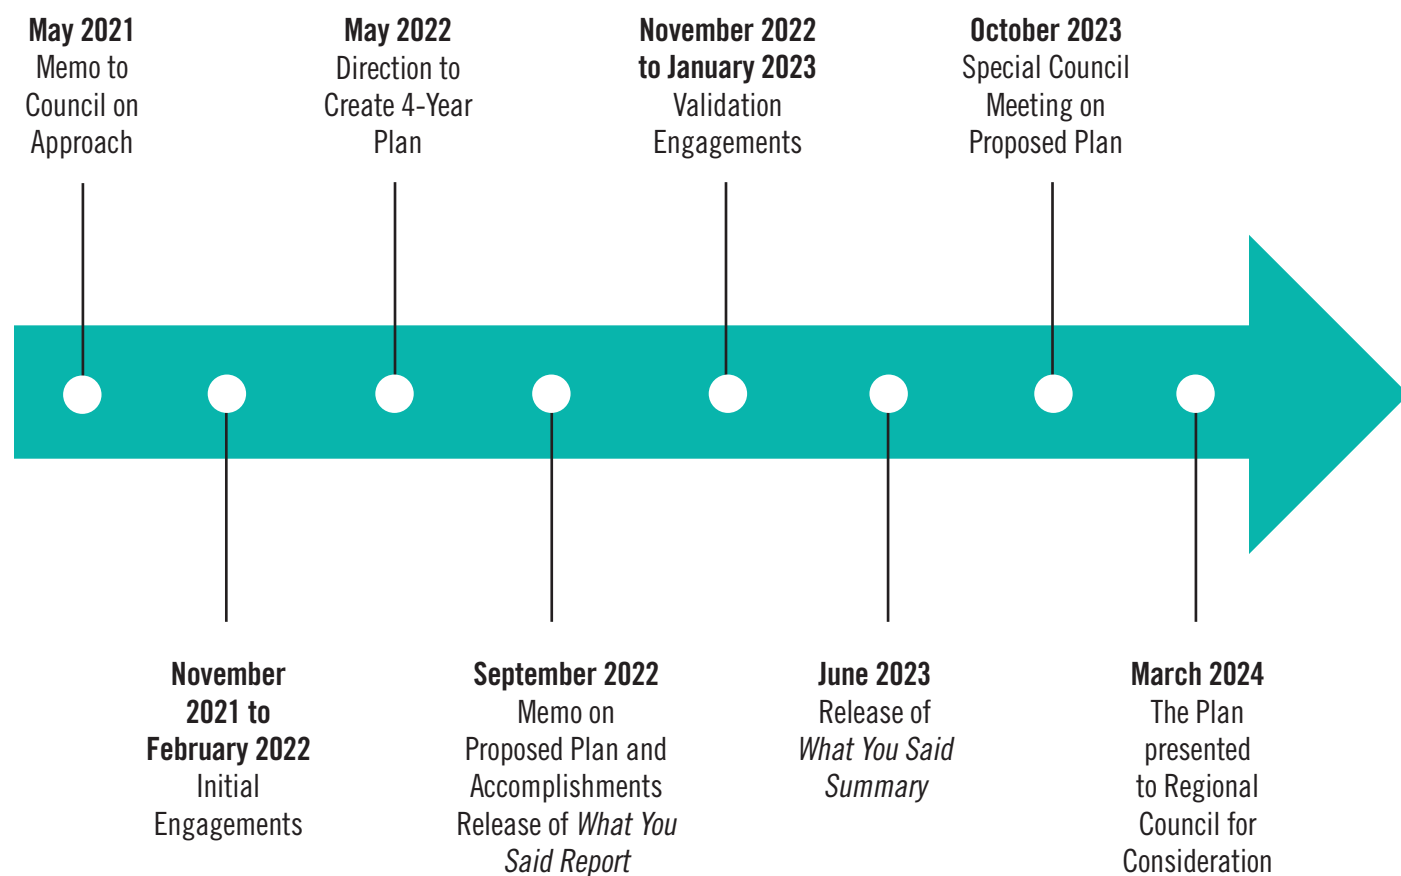 May 2021
Memo to
Council on
Approach
May 2022
Direction to
Create 4-Year
Plan
November 2022
to January 2023
Validation
Engagements
October 2023
Special Council
Meeting on
Proposed Plan
November
2021 to
February 2022
Initial
Engagements
September 2022
Memo on
Proposed Plan and
Accomplishments
Release of What You
Said Report
June 2023
Release of
What You Said
Summary
March 2024
The Plan
presented
to Regional
Council for
Consideration